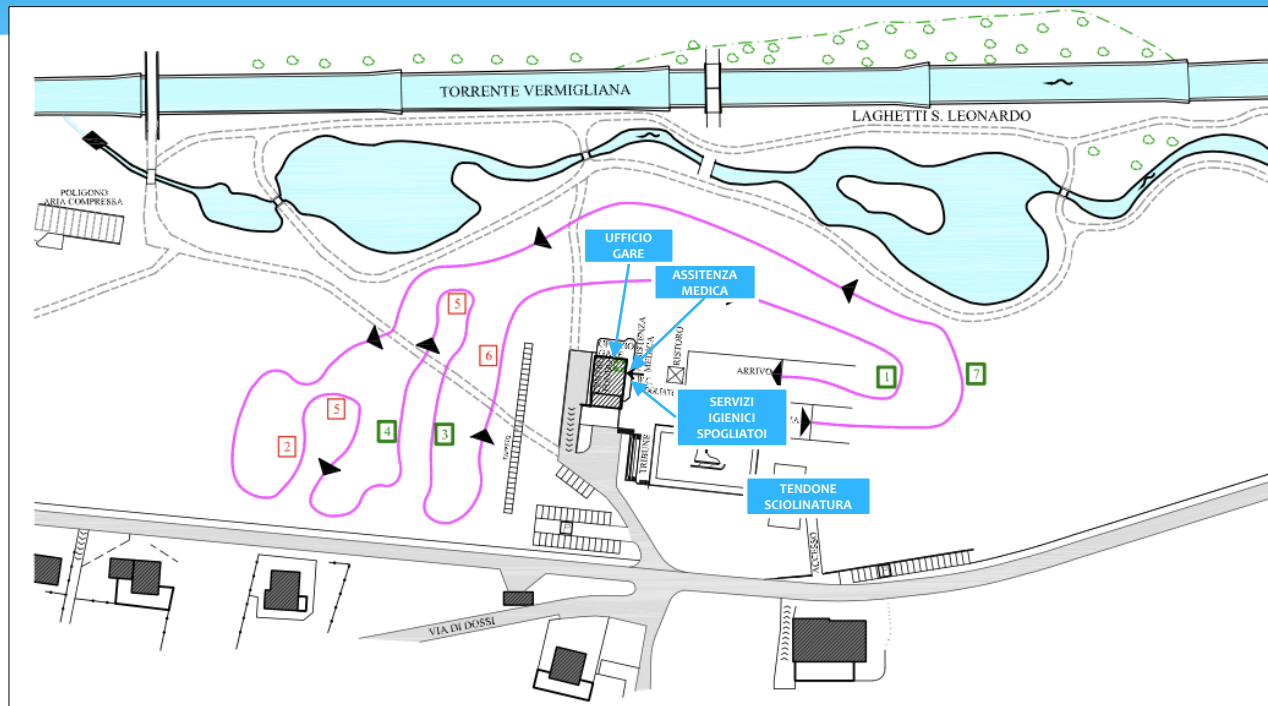 TORRENTE VERMIGLIANA
LAGHETTI S. LEONARDO
POLIGONO
ARIA COMPRESSA
UFFICIO
GARE
ASSITENZA
MEDICA
5
6
RISTORO
ARRIVO
1
7
5
4
3
2
SERVIZI
IGIENICI
SPOGLIATOI
TRIBUNE
TENDONE
SCIOLINATURA
P
ACCESSO
P
VIA DI DOSSI